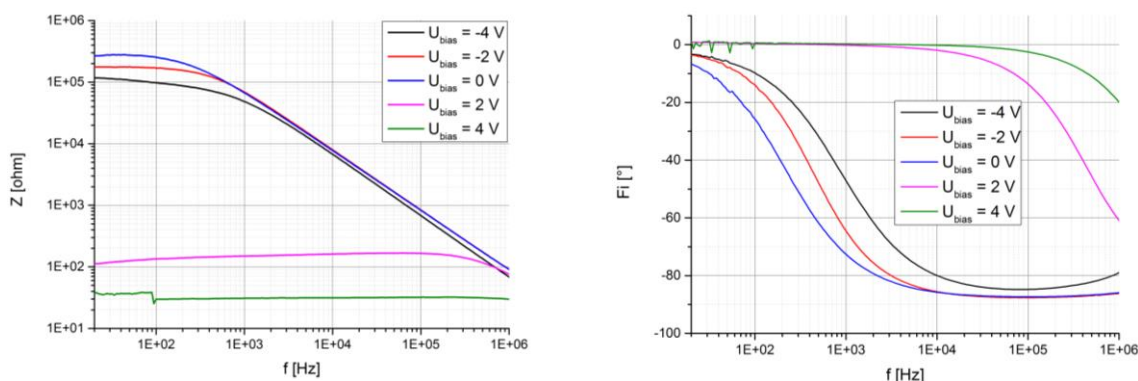 1E+06
1E+05
1E+04
1E+03
1E+02
1E+01
Z [ohm]
U_bias = -4 V
U_bias = -2 V
U_bias = 0 V
U_bias = 2 V
U_bias = 4 V
1E+02 1E+03 1E+04 1E+05 1E+06
f [Hz]
0
-20
-40
-60
-80
-100
Fi [°]
U_bias = -4 V
U_bias = -2 V
U_bias = 0 V
U_bias = 2 V
U_bias = 4 V
1E+02 1E+03 1E+04 1E+05 1E+06
f [Hz]